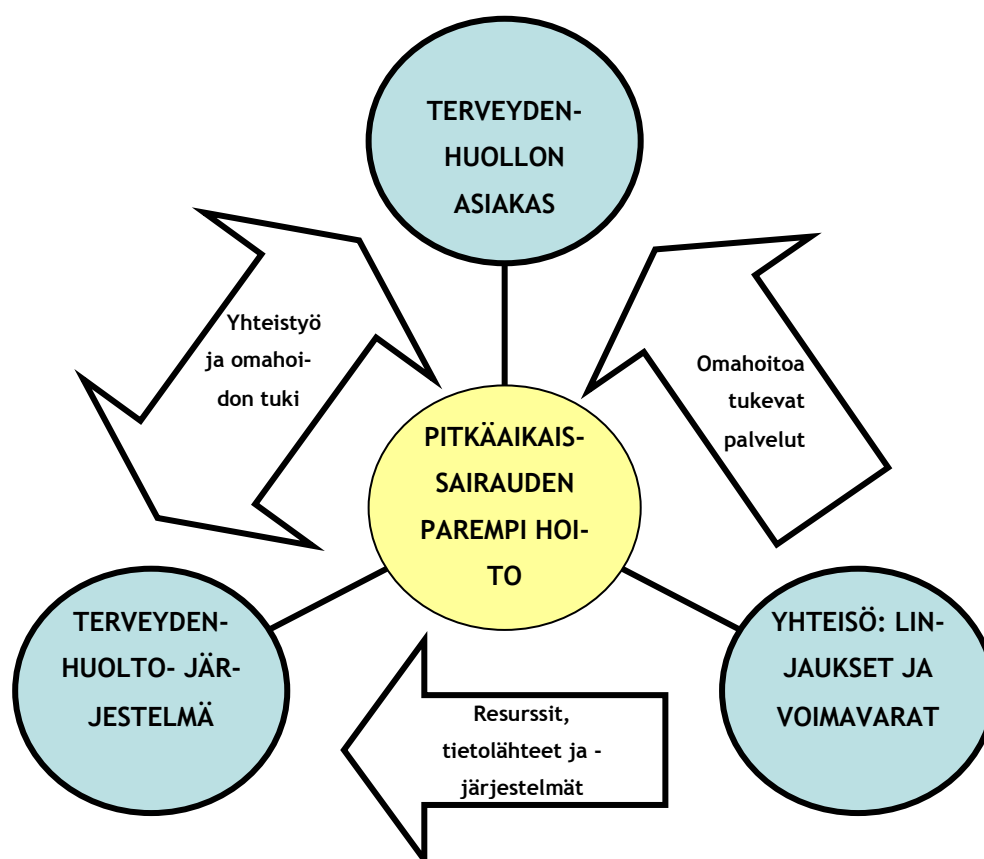 TERVEYDEN-
HUOLLON
ASIAKAS
Yhteistyö
ja omahoi-
don tuki
Omahoitoa
tukevat
palvelut
PITKÄAIKAIS-
SAIRAUDEN
PAREMPI HOI-
TO
TERVEYDEN-
HUOLTO- JÄR-
JESTELMÄ
YHTEISÖ: LIN-
JAUKSET JA
VOIMAVARAT
Resurssit,
tietolähteet ja -
järjestelmät